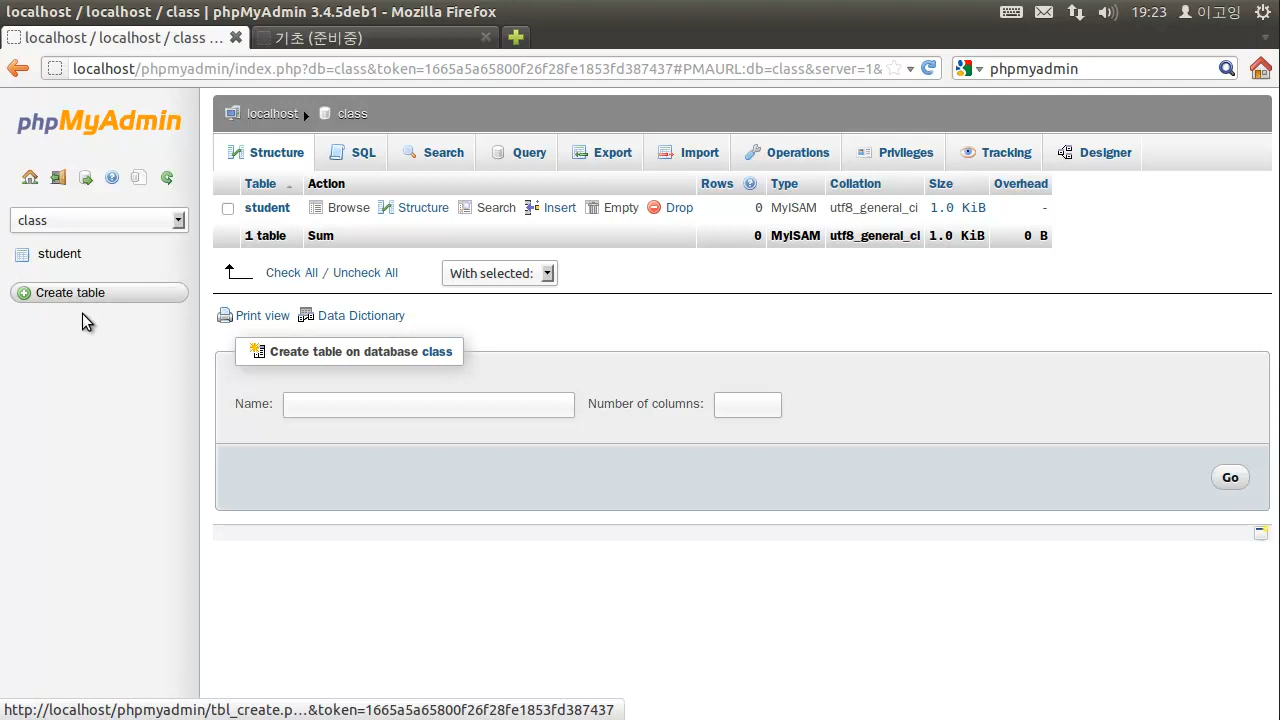 localhost / localhost / class | phpMyAdmin 3.4.5deb1 - Mozilla Firefox
19:23 이고잉
localhost / localhost / class ...
기초 (준비중)
localhost/phpmyadmin/index.php?db=class&token=1665a5a65800f26f28fe1853fd387437#PMAURL:db=class&server=1&
phpmyadmin
phpMyAdmin
class
student
Create table
localhost
class
Structure SQL Search Query Export Import Operations Privileges Tracking Designer
Table Action Rows Type Collation Size Overhead
student Browse Structure Search Insert Empty Drop 0 MyISAM utf8_general_ci 1.0 KiB -
1 table Sum 0 MyISAM utf8_general_ci 1.0 KiB 0 B
Check All / Uncheck All With selected:
Print view Data Dictionary
Create table on database class
Name: Number of columns:
Go
http://localhost/phpmyadmin/tbl_create.p...&token=1665a5a65800f26f28fe1853fd387437